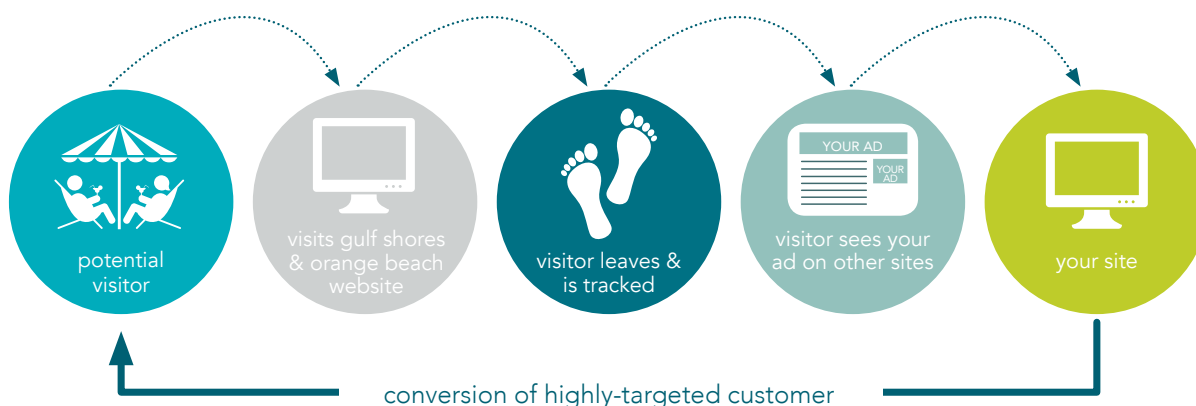 potential
visitor
visits gulf shores
& orange beach
website
visitor leaves &
is tracked
YOUR AD
YOUR
AD
visitor sees your
ad on other sites
your site
conversion of highly-targeted customer